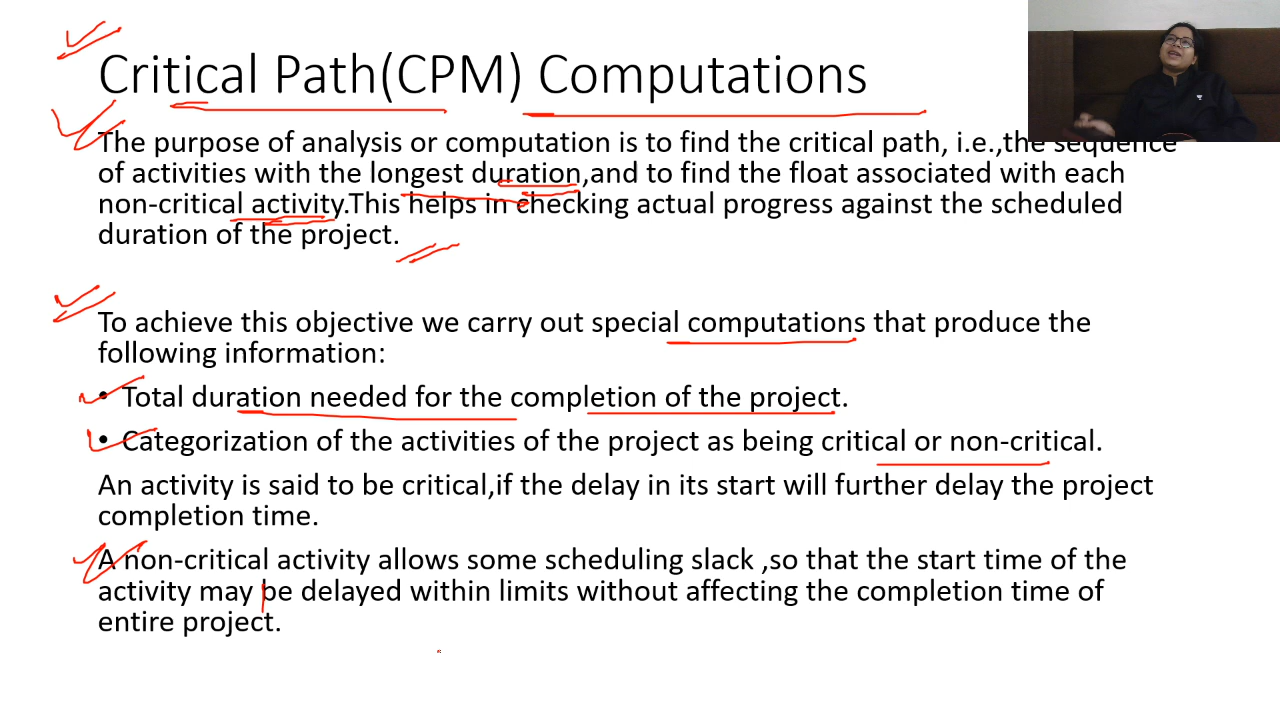 Critical Path(CPM) Computations
The purpose of analysis or computation is to find the critical path, i.e.,the sequence
of activities with the longest duration,and to find the float associated with each
non-critical activity.This helps in checking actual progress against the scheduled
duration of the project.
To achieve this objective we carry out special computations that produce the
following information:
• Total duration needed for the completion of the project.
• Categorization of the activities of the project as being critical or non-critical.
An activity is said to be critical,if the delay in its start will further delay the project
completion time.
A non-critical activity allows some scheduling slack ,so that the start time of the
activity may be delayed within limits without affecting the completion time of
entire project.